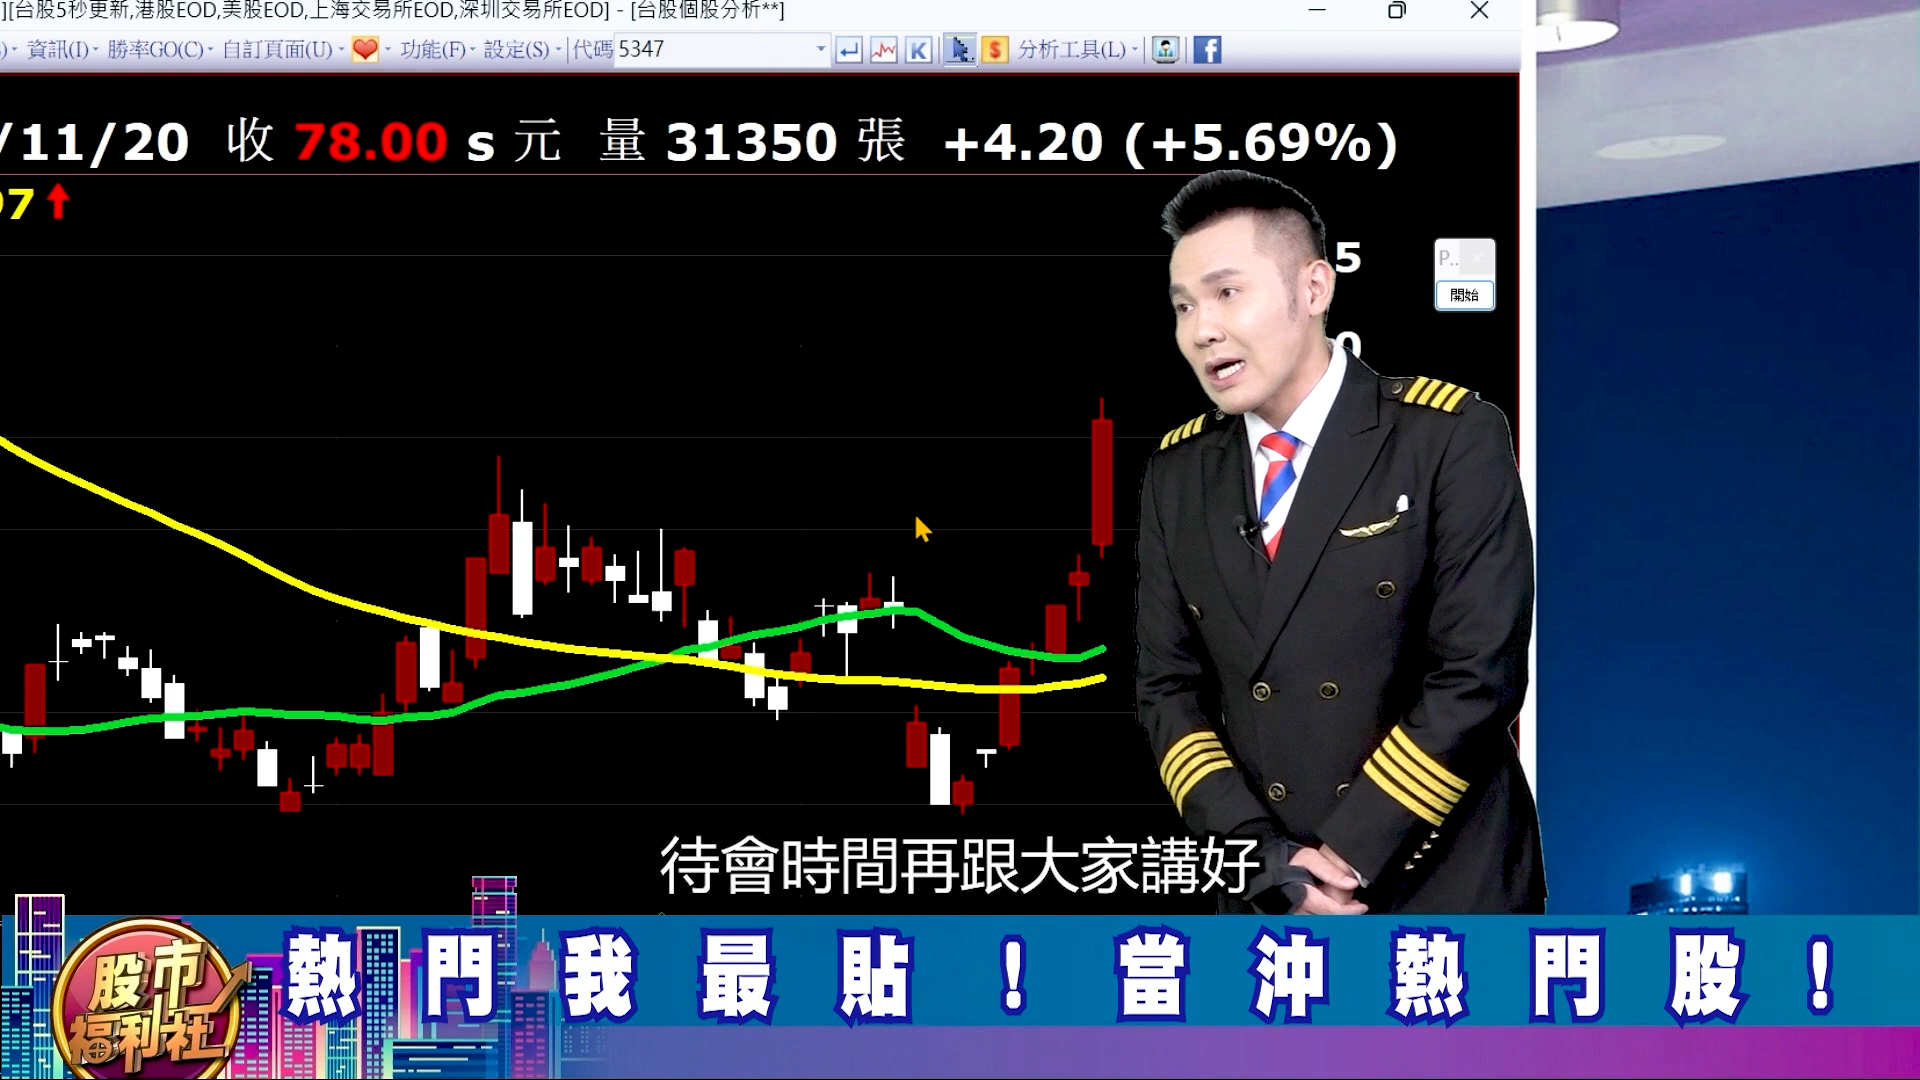 ][台股5秒更新,港股EOD,美股EOD,上海交易所EOD,深圳交易所EOD] - [台股個股分析**]
資訊(I) 勝率GO(C) 自訂頁面(U) 功能(F) 設定(S) 代碼 5347 K $ 分析工具(L) f
/11/20 收 78.00 s 元 量 31350 張 +4.20 (+5.69%)
97
5
P..
開始
0
待會時間再跟大家講好
熱門我最貼！當沖熱門股！
股市
福利社